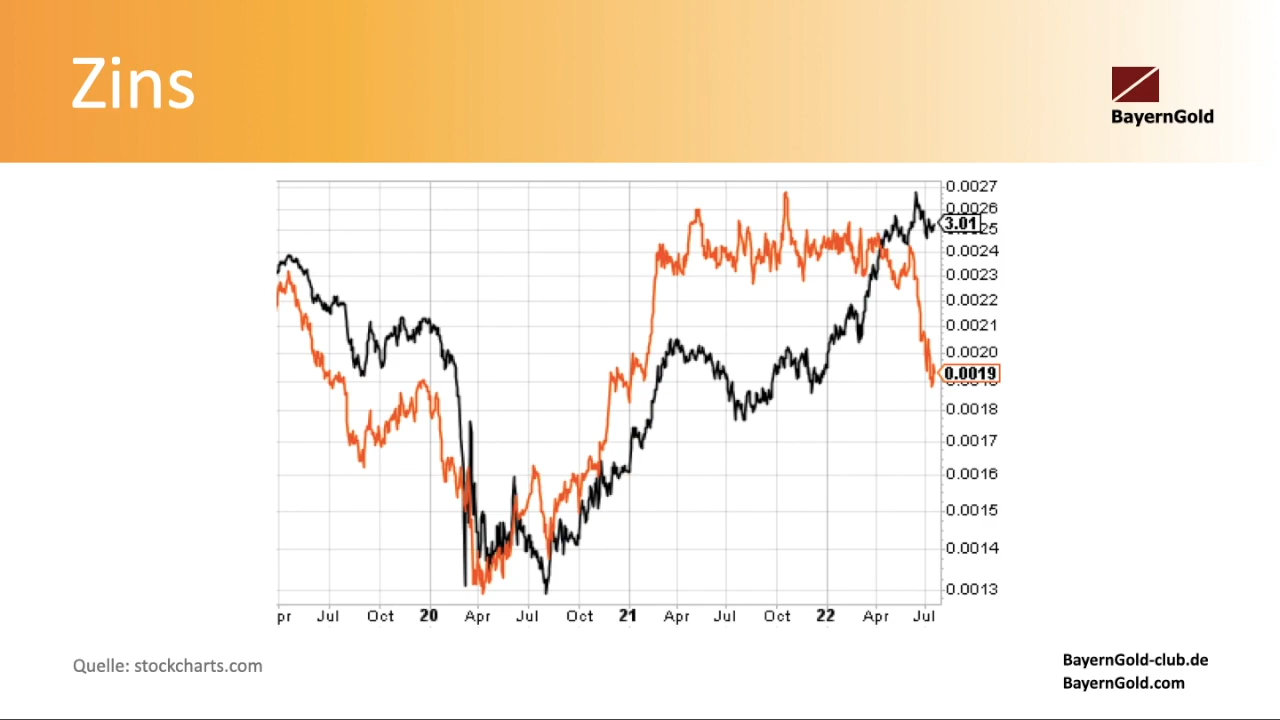 Zins
BayernGold
0.0027
0.0026
3.01
25
0.0024
0.0023
0.0022
0.0021
0.0020
0.0019
0.0018
0.0017
0.0016
0.0015
0.0014
0.0013
pr Jul Oct 20 Apr Jul Oct 21 Apr Jul Oct 22 Apr Jul
Quelle: stockcharts.com
BayernGold-club.de
BayernGold.com